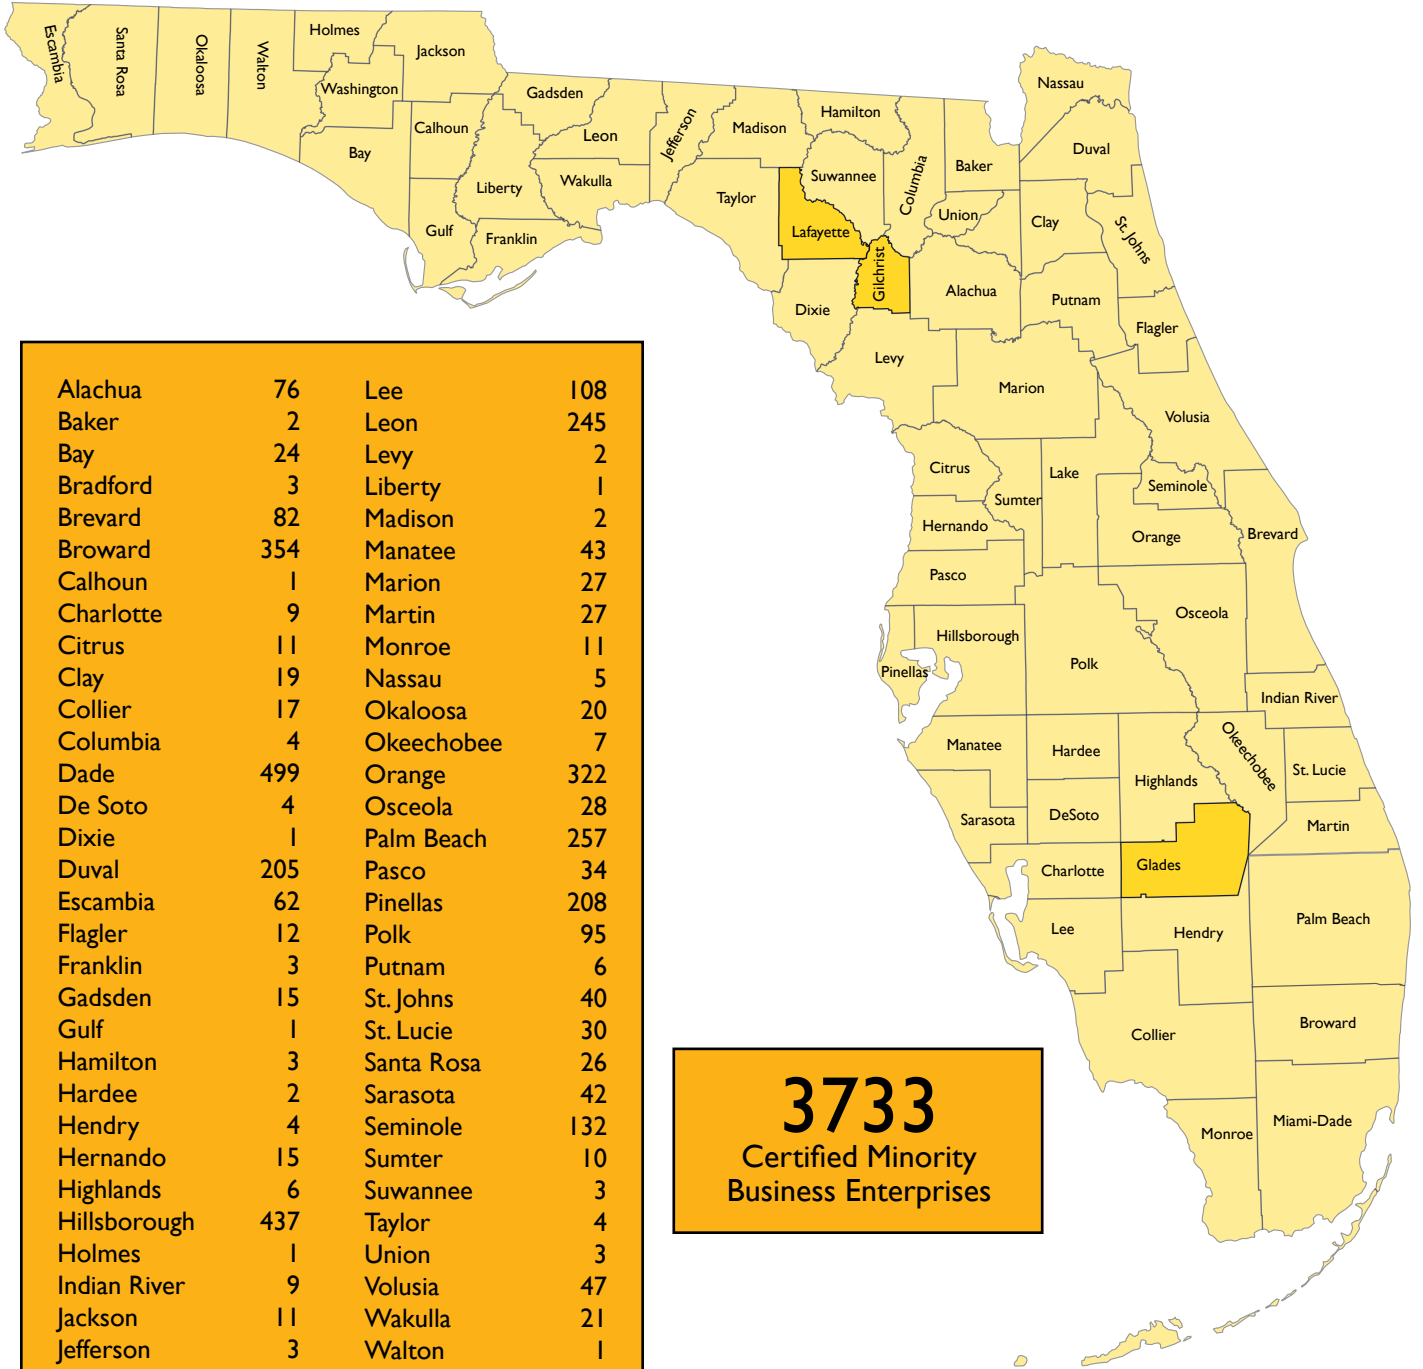 Escambia
Santa Rosa
Okaloosa
Walton
Holmes
Jackson
Washington
Gadsden
Calhoun
Bay
Leon
Jefferson
Madison
Hamilton
Nassau
Duval
Liberty
Wakulla
Taylor
Suwannee
Columbia
Baker
Union
Clay
St. Johns
Gulf
Franklin
Lafayette
Gilchrist
Alachua
Putnam
Dixie
Flagler
Levy
Marion
Volusia
Citrus
Lake
Sumter
Seminole
Hernando
Orange
Brevard
Pasco
Osceola
Hillsborough
Polk
Pinellas
Indian River
Manatee
Hardee
Okeechobee
Highlands
St. Lucie
Sarasota
DeSoto
Martin
Charlotte
Glades
Lee
Hendry
Palm Beach
Collier
Broward
Monroe
Miami-Dade
Alachua 76 Lee 108
Baker 2 Leon 245
Bay 24 Levy 2
Bradford 3 Liberty 1
Brevard 82 Madison 2
Broward 354 Manatee 43
Calhoun 1 Marion 27
Charlotte 9 Martin 27
Citrus 11 Monroe 11
Clay 19 Nassau 5
Collier 17 Okaloosa 20
Columbia 4 Okeechobee 7
Dade 499 Orange 322
De Soto 4 Osceola 28
Dixie 1 Palm Beach 257
Duval 205 Pasco 34
Escambia 62 Pinellas 208
Flagler 12 Polk 95
Franklin 3 Putnam 6
Gadsden 15 St. Johns 40
Gulf 1 St. Lucie 30
Hamilton 3 Santa Rosa 26
Hardee 2 Sarasota 42
Hendry 4 Seminole 132
Hernando 15 Sumter 10
Highlands 6 Suwannee 3
Hillsborough 437 Taylor 4
Holmes 1 Union 3
Indian River 9 Volusia 47
Jackson 11 Wakulla 21
Jefferson 3 Walton 1
3733
Certified Minority
Business Enterprises